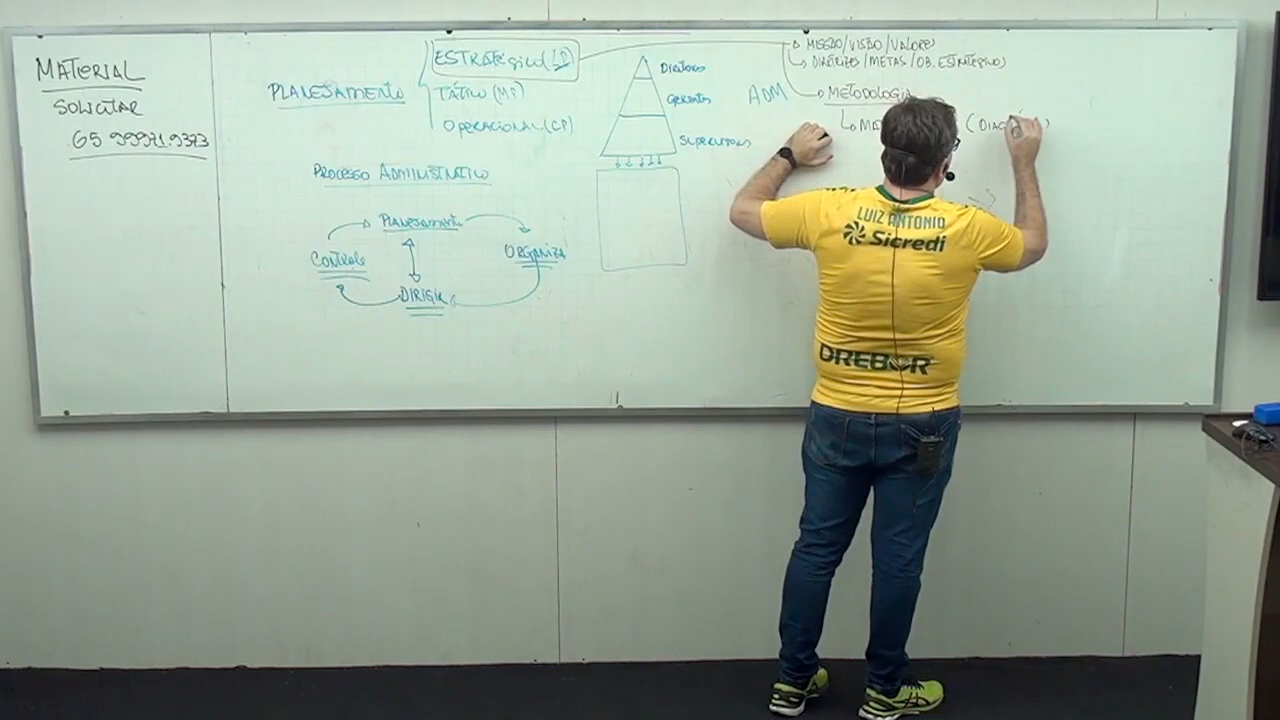 MATERIAL
SOLICITAR
65 99971.9373
PLANEJAMENTO
ESTRATÉGICO (LP)
TÁTICO (MP)
OPERACIONAL (CP)
PROCESSO ADMINISTRATIVO
PLANEJAMENTO
ORGANIZA
DIRIGIR
CONTROLE
DIRETORES
GERENTES
SUPERVISORES
ADM
MISSÃO/VISÃO/VALORES
DIRETRIZES/METAS/OB. ESTRATÉGICOS
METODOLOGIA
LUIZ ANTONIO
Sicredi
DREBOR